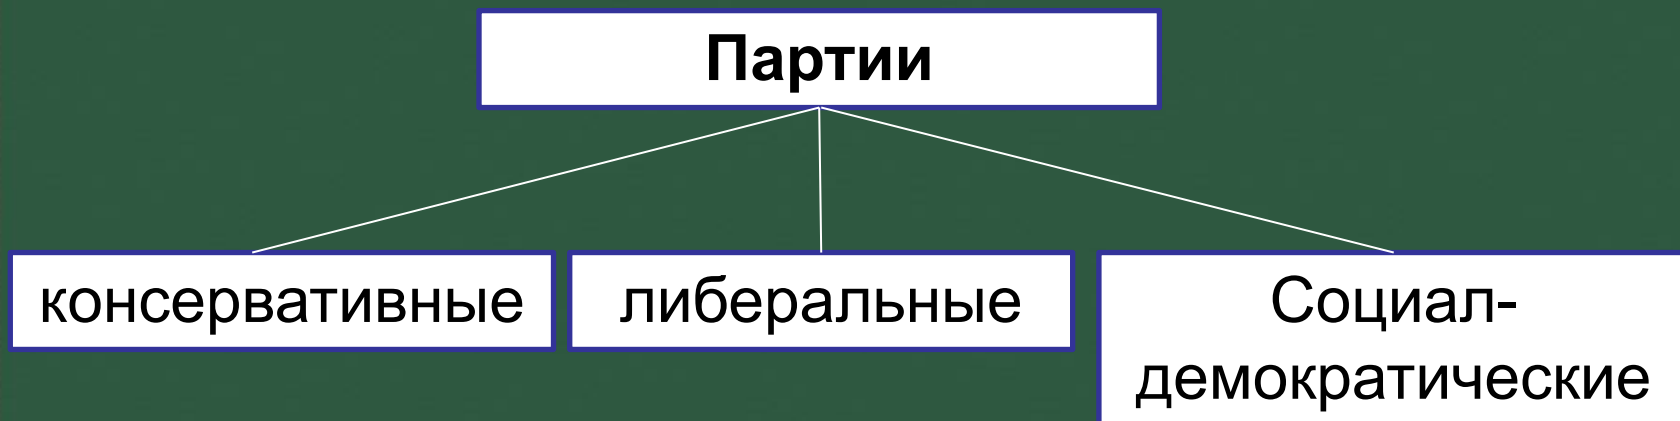 Партии
консервативные
либеральные
Социал-
демократические